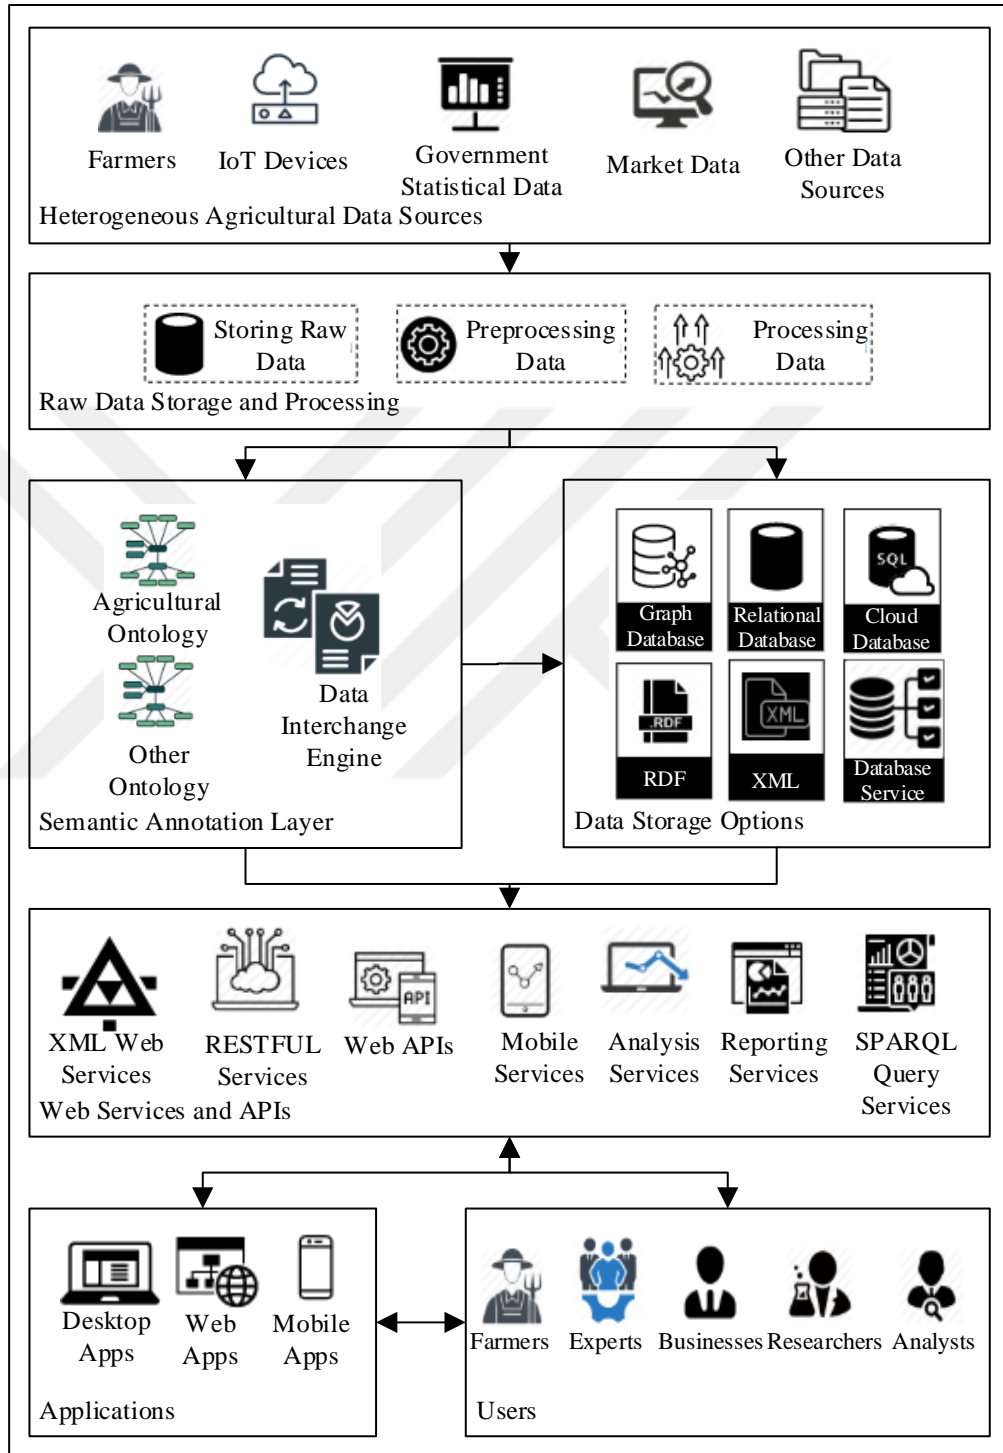 Farmers
IoT Devices
Government
Statistical Data
Market Data
Other Data
Sources
Heterogeneous Agricultural Data Sources
Storing Raw
Data
Preprocessing
Data
Processing
Data
Raw Data Storage and Processing
Agricultural
Ontology
Other
Ontology
Data
Interchange
Engine
Semantic Annotation Layer
Graph
Database
Relational
Database
SQL
Cloud
Database
.RDF
RDF
XML
XML
Database
Service
Data Storage Options
XML Web
Services
RESTFUL
Services
API
Web APIs
Mobile
Services
Analysis
Services
Reporting
Services
SPARQL
Query
Services
Web Services and APIs
Desktop
Apps
Web
Apps
Mobile
Apps
Applications
Farmers
Experts
Businesses
Researchers
Analysts
Users